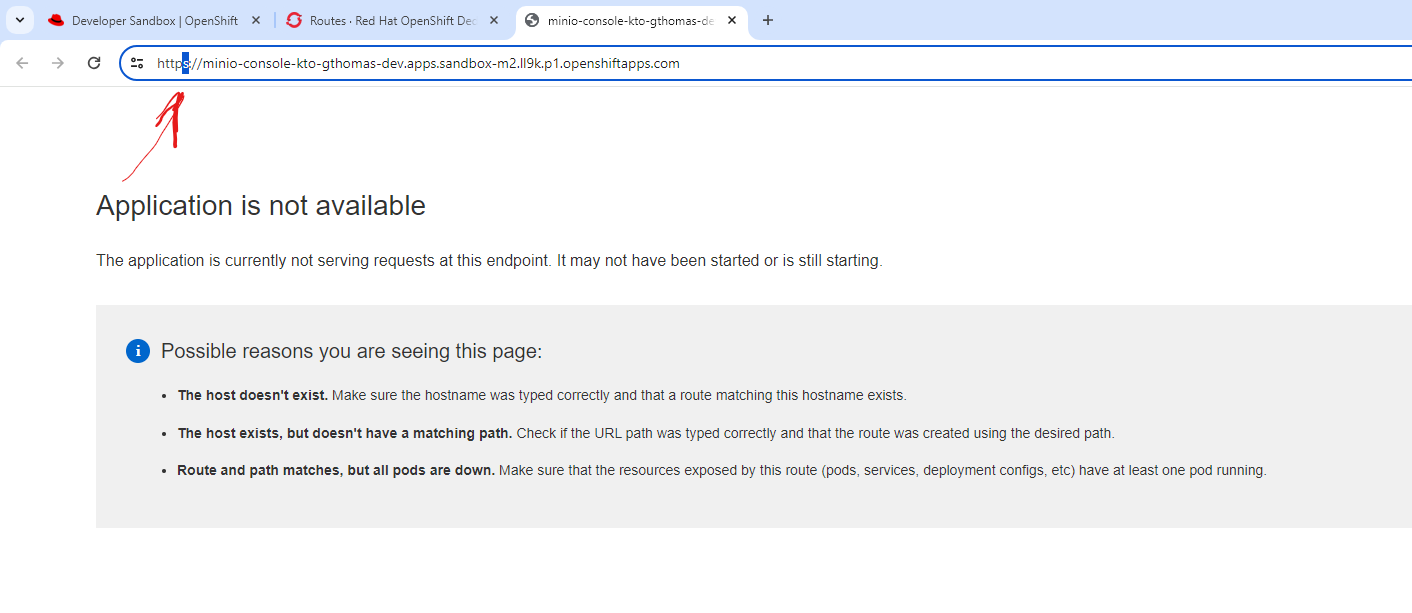 Developer Sandbox | OpenShift
Routes · Red Hat OpenShift Dec
minio-console-kto-gthomas-de
https://minio-console-kto-gthomas-dev.apps.sandbox-m2.ll9k.p1.openshiftapps.com
Application is not available
The application is currently not serving requests at this endpoint. It may not have been started or is still starting.
i Possible reasons you are seeing this page:
• The host doesn't exist. Make sure the hostname was typed correctly and that a route matching this hostname exists.
• The host exists, but doesn't have a matching path. Check if the URL path was typed correctly and that the route was created using the desired path.
• Route and path matches, but all pods are down. Make sure that the resources exposed by this route (pods, services, deployment configs, etc) have at least one pod running.